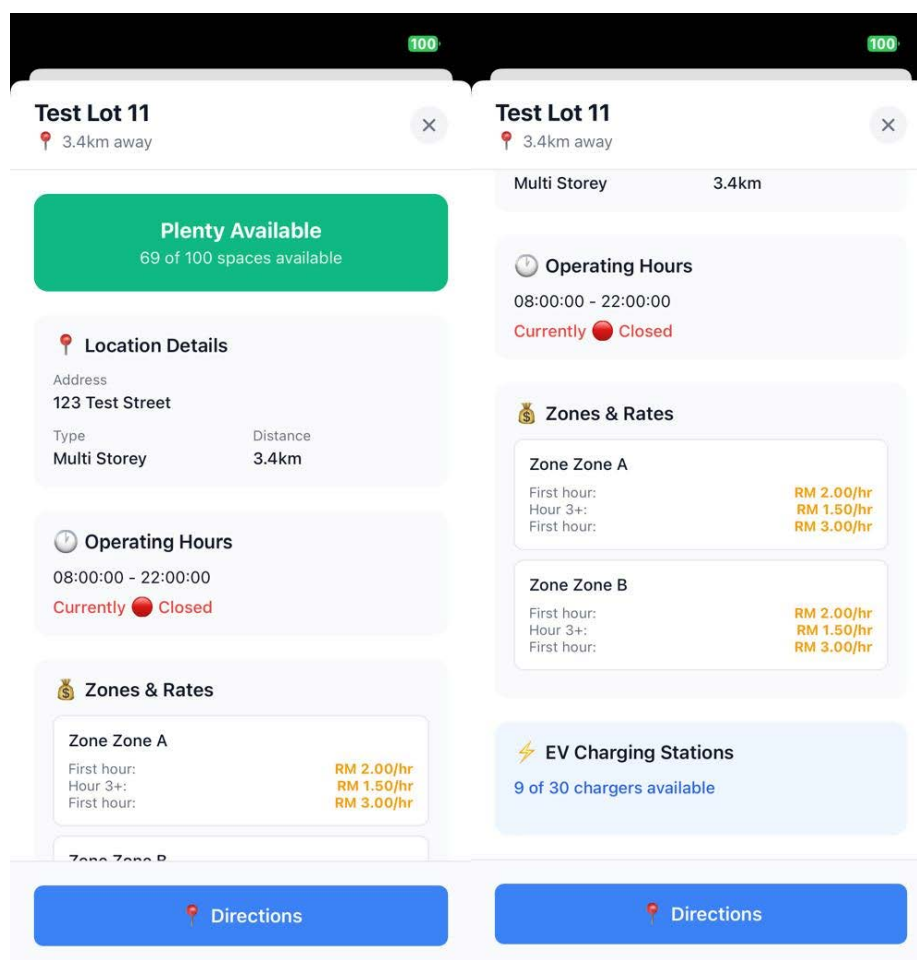 100
Test Lot 11
3.4km away
Plenty Available
69 of 100 spaces available
Location Details
Address
123 Test Street
Type Distance
Multi Storey 3.4km
Operating Hours
08:00:00 - 22:00:00
Currently 🔴 Closed
Zones & Rates
Zone Zone A
First hour: RM 2.00/hr
Hour 3+: RM 1.50/hr
First hour: RM 3.00/hr
Zone Zone B
Directions
100
Test Lot 11
3.4km away
Multi Storey 3.4km
Operating Hours
08:00:00 - 22:00:00
Currently 🔴 Closed
Zones & Rates
Zone Zone A
First hour: RM 2.00/hr
Hour 3+: RM 1.50/hr
First hour: RM 3.00/hr
Zone Zone B
First hour: RM 2.00/hr
Hour 3+: RM 1.50/hr
First hour: RM 3.00/hr
EV Charging Stations
9 of 30 chargers available
Directions